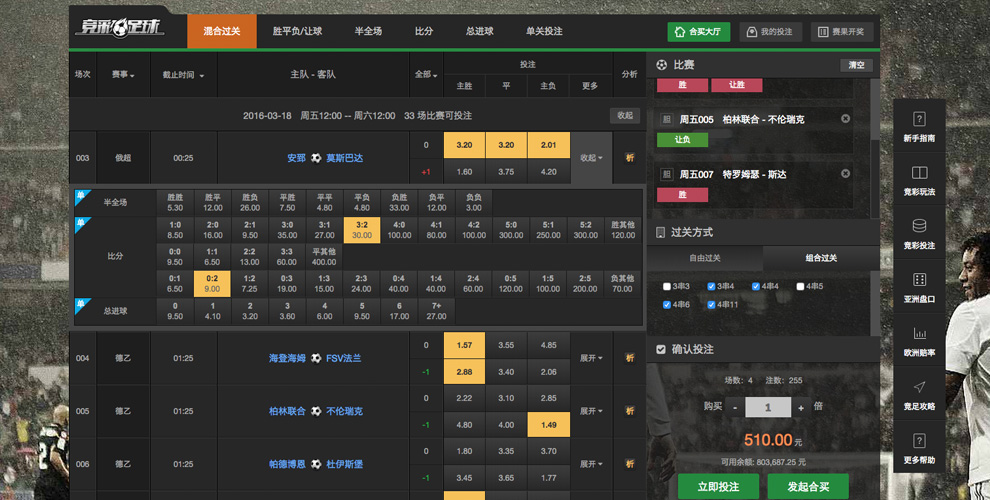 竞彩足球 混合过关 胜平负/让球 半全场 比分 总进球 单关投注 合买大厅 我的投注 赛果开奖
场次 赛事 截止时间 主队 - 客队 全部 投注 分析
主胜 平 主负 更多
2016-03-18 周五12:00 -- 周六12:00 33 场比赛可投注 收起
003 俄超 00:25 安郅 莫斯巴达 0 3.20 3.20 2.01 收起 析
+1 1.60 3.75 4.20
单
半全场
胜胜 胜平 胜负 平胜 平平 平负 负胜 负平 负负
5.30 12.00 26.00 7.50 4.80 4.80 33.00 12.00 3.00
单
比分
1:0 2:0 2:1 3:0 3:1 3:2 4:0 4:1 4:2 5:0 5:1 5:2 胜其他
8.50 16.00 9.50 35.00 27.00 30.00 100.00 80.00 100.00 300.00 250.00 300.00 120.00
0:0 1:1 2:2 3:3 平其他
9.50 6.50 13.00 60.00 400.00
0:1 0:2 1:2 0:3 1:3 2:3 0:4 1:4 2:4 0:5 1:5 2:5 负其他
6.50 9.00 7.25 19.00 15.00 24.00 40.00 40.00 60.00 120.00 100.00 200.00 70.00
单
总进球
0 1 2 3 4 5 6 7+
9.50 4.10 3.20 3.60 6.00 9.50 17.00 27.00
004 德乙 01:25 海登海姆 FSV法兰 0 1.57 3.55 4.85 展开 析
-1 2.88 3.40 2.06
005 德乙 01:25 柏林联合 不伦瑞克 0 2.22 3.10 2.85 展开 析
-1 4.80 4.00 1.49
006 德乙 01:25 帕德博恩 杜伊斯堡 0 1.80 3.35 3.70 展开 析
-1 3.45 3.65 1.77
比赛 清空
胜 让胜
胆 周五005 柏林联合 - 不伦瑞克
让负
胆 周五007 特罗姆瑟 - 斯达
胜
过关方式
自由过关 组合过关
3串3 3串4 4串4 4串5
4串6 4串11
确认投注
场数: 4 注数: 255
购买 - 1 + 倍
510.00 元
可用余额: 803,687.25 元
立即投注 发起合买
新手指南
竞彩玩法
竞彩投注
亚洲盘口
欧洲赔率
竞足攻略
更多帮助